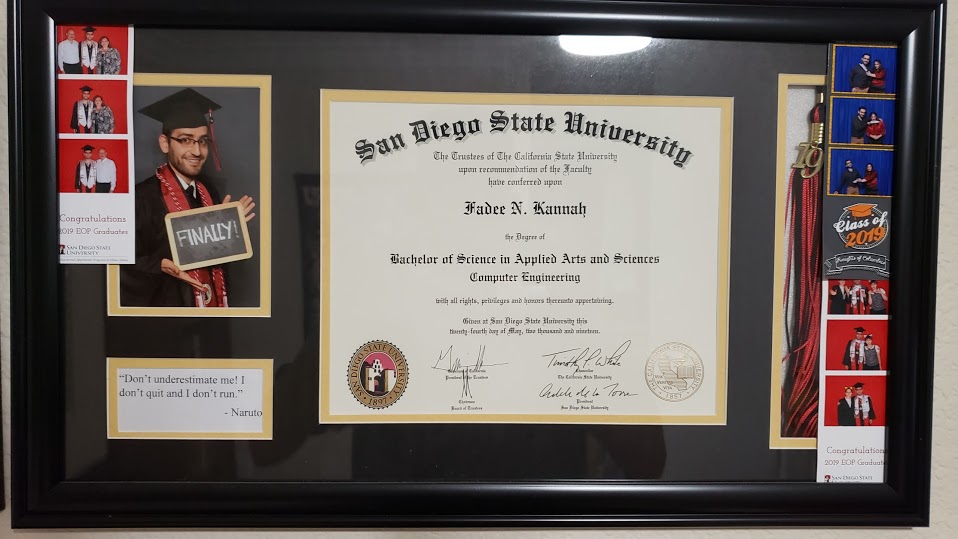 Congratulations
2019 EOP Graduates
SAN DIEGO STATE
UNIVERSITY
FINALLY!
"Don't underestimate me! I
don't quit and I don't run."
- Naruto
San Diego State University
The Trustees of The California State University
upon recommendation of the Faculty
have conferred upon
Fadee N. Kannah
the Degree of
Bachelor of Science in Applied Arts and Sciences
Computer Engineering
with all rights, privileges and honors thereunto appertaining.
Given at San Diego State University this
twenty-fourth day of May, two thousand and nineteen.
President of The Trustees
Chairman
Board of Trustees
Timothy P. White
Chancellor
The California State University
Adela de la Torre
President
San Diego State University
SAN DIEGO STATE UNIVERSITY
1897
1857
19
Class of
2019
Congratulations
2019 EOP Graduates
SAN DIEGO STATE